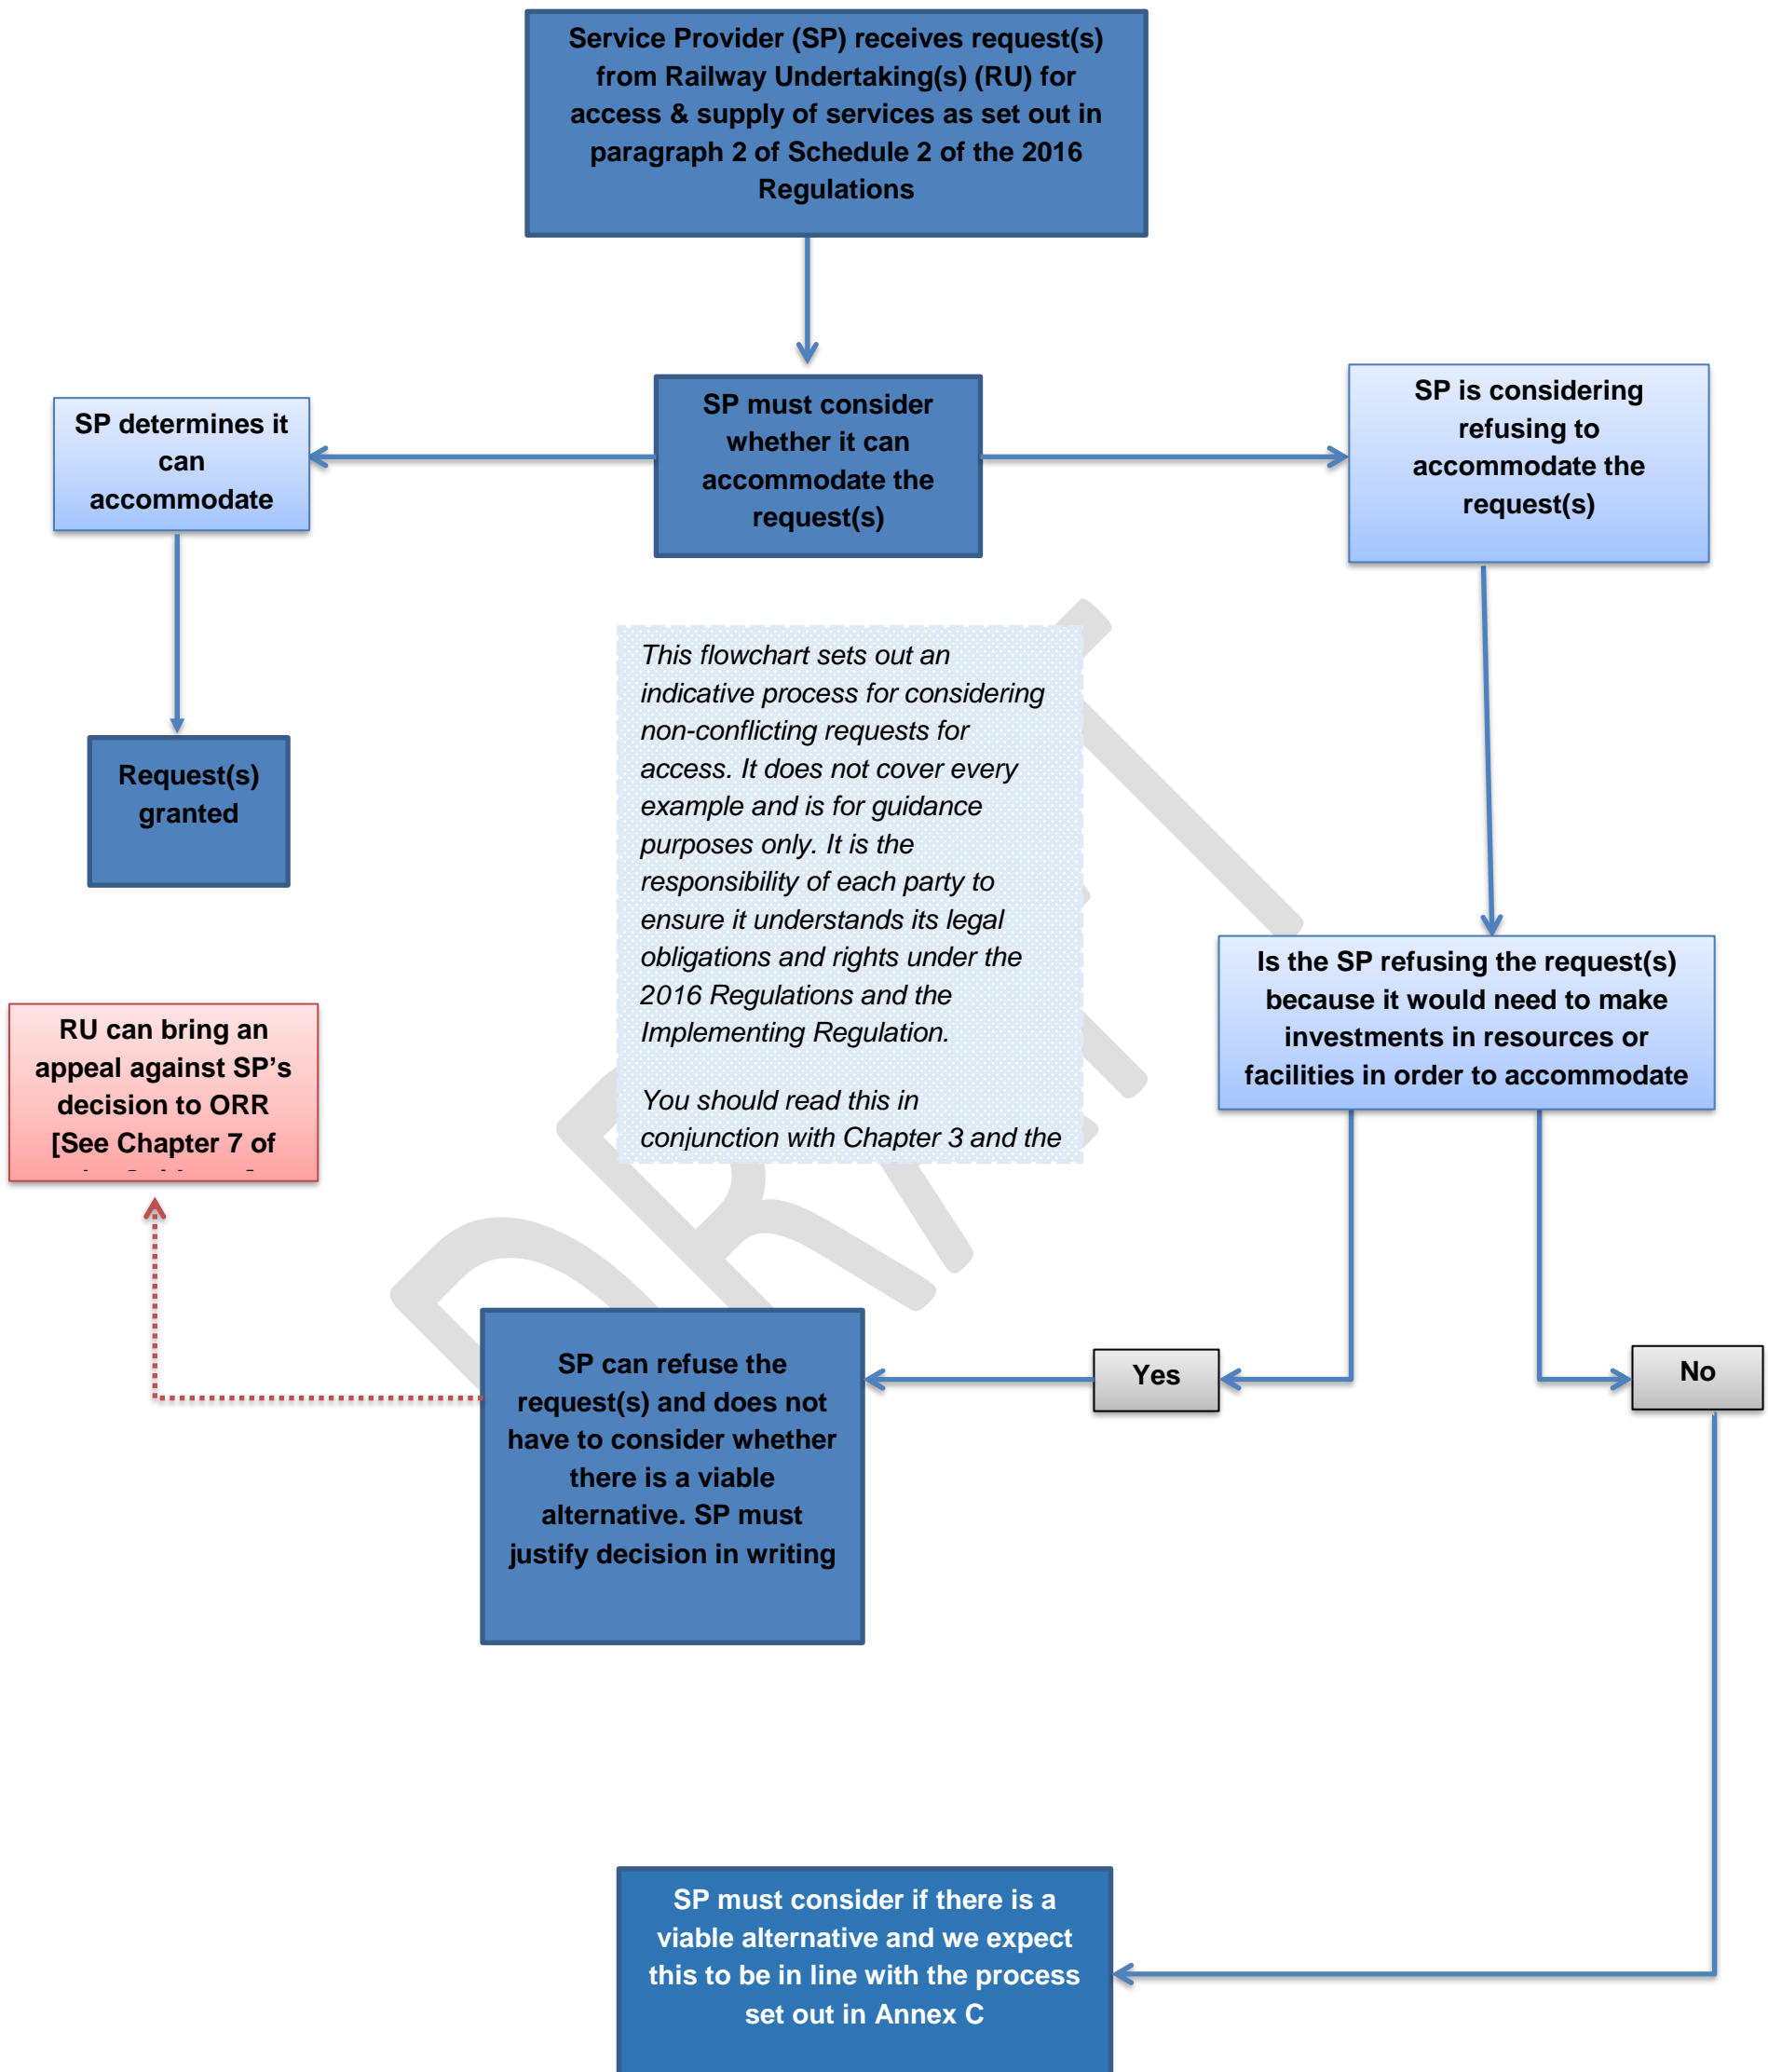 Service Provider (SP) receives request(s)
from Railway Undertaking(s) (RU) for
access & supply of services as set out in
paragraph 2 of Schedule 2 of the 2016
Regulations
SP determines it
can
accommodate
SP must consider
whether it can
accommodate the
request(s)
SP is considering
refusing to
accommodate the
request(s)
Request(s)
granted
This flowchart sets out an
indicative process for considering
non-conflicting requests for
access. It does not cover every
example and is for guidance
purposes only. It is the
responsibility of each party to
ensure it understands its legal
obligations and rights under the
2016 Regulations and the
Implementing Regulation.
You should read this in
conjunction with Chapter 3 and the
Is the SP refusing the request(s)
because it would need to make
investments in resources or
facilities in order to accommodate
RU can bring an
appeal against SP’s
decision to ORR
[See Chapter 7 of
SP can refuse the
request(s) and does not
have to consider whether
there is a viable
alternative. SP must
justify decision in writing
Yes
No
SP must consider if there is a
viable alternative and we expect
this to be in line with the process
set out in Annex C
DRAFT